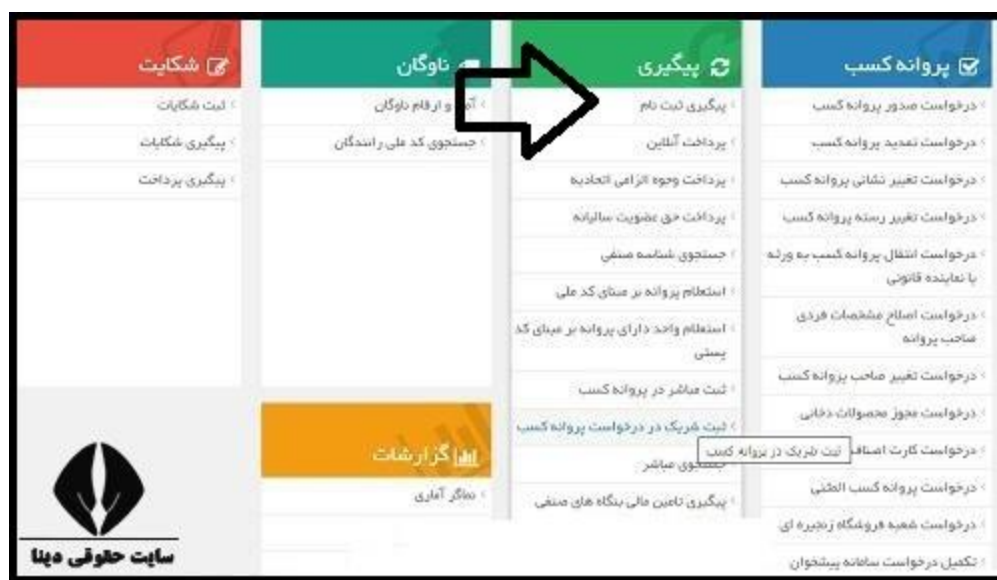 پروانه کسب
درخواست صدور پروانه کسب
درخواست تمدید پروانه کسب
درخواست تغییر نشانی پروانه کسب
درخواست تغییر رسته پروانه کسب
درخواست انتقال پروانه کسب به ورثه
یا نماینده قانونی
درخواست اصلاح مشخصات فردی
صاحب پروانه
درخواست تغییر صاحب پروانه کسب
درخواست مجوز محصولات دخانی
درخواست کارت
درخواست پروانه کسب المثنی
درخواست شعبه فروشگاه زنجیره ای
تکمیل درخواست سامانه پیشخوان
پیگیری
پیگیری ثبت نام
پرداخت آنلاین
پرداخت وجوه الزامی اتحادیه
پرداخت حق عضویت سالیانه
جستجوی شناسه صنفی
استعلام پروانه بر مبنای کد ملی
استعلام واحد دارای پروانه بر مبنای کد
پستی
ثبت مباشر در پروانه کسب
ثبت شریک در درخواست پروانه کسب
ثبت شریک در پروانه کسب
جستجوی مباشر
پیگیری تامین مالی بنگاه های صنفی
ناوگان
و ارقام ناوگان
جستجوی کد ملی رانندگان
گزارشات
نماگر آماری
شکایت
ثبت شکایات
پیگیری شکایات
پیگیری پرداخت
سایت حقوقی دینا